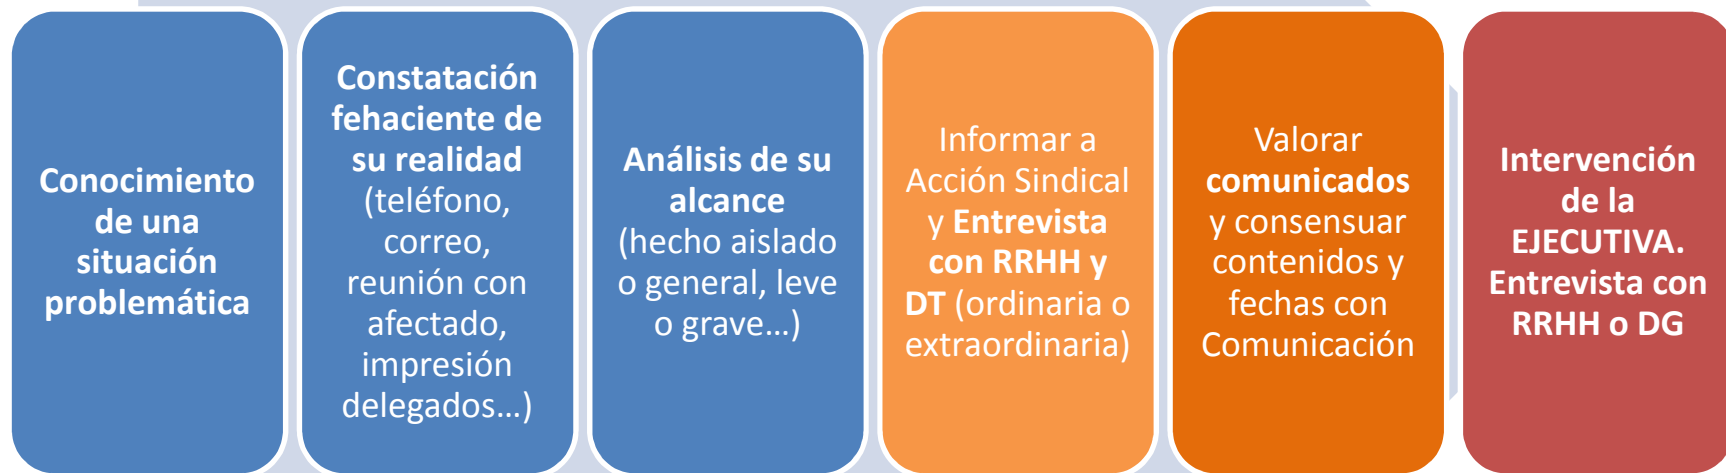 Conocimiento
de una
situación
problemática
Constatación
fehaciente de
su realidad
(teléfono,
correo,
reunión con
afectado,
impresión
delegados…)
Análisis de su
alcance
(hecho aislado
o general, leve
o grave…)
Informar a
Acción Sindical
y Entrevista
con RRHH y
DT (ordinaria o
extraordinaria)
Valorar
comunicados
y consensuar
contenidos y
fechas con
Comunicación
Intervención
de la
EJECUTIVA.
Entrevista con
RRHH o DG